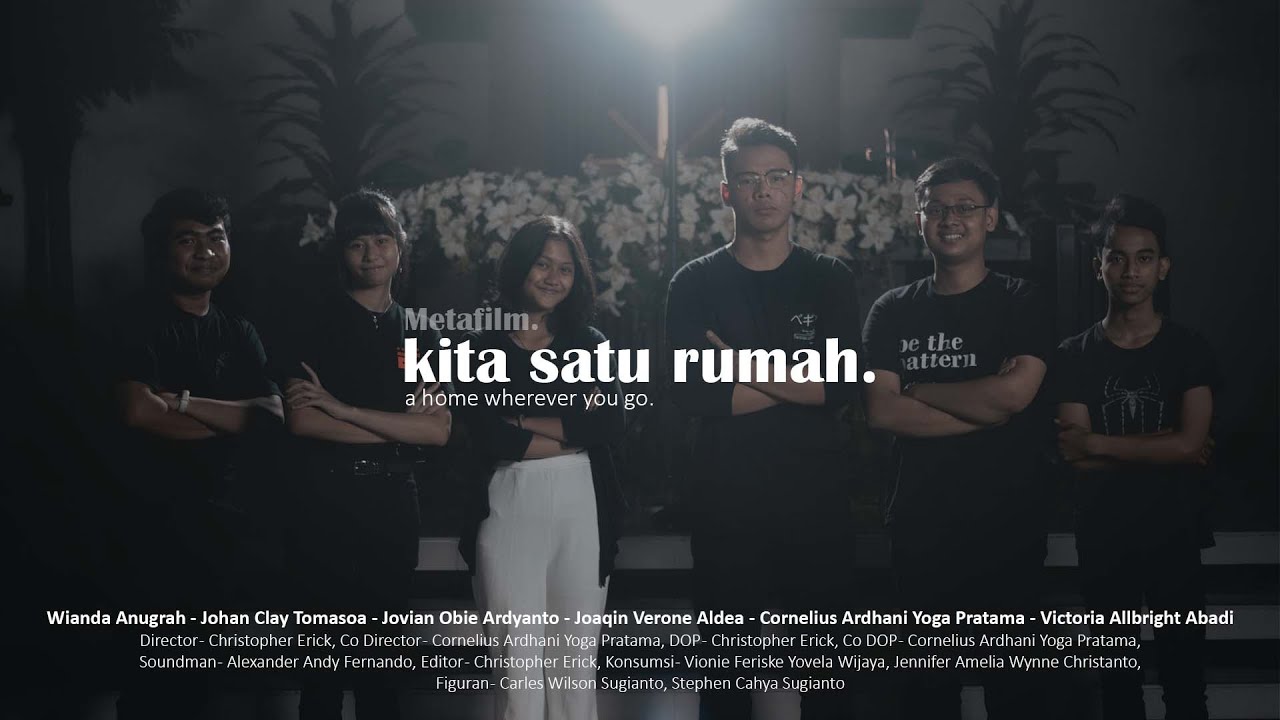 Metafilm.
kita satu rumah.
a home wherever you go.
ペギ
be the
pattern
Wianda Anugrah - Johan Clay Tomasoa - Jovian Obie Ardyanto - Joaqin Verone Aldea - Cornelius Ardhani Yoga Pratama - Victoria Allbright Abadi
Director- Christopher Erick, Co Director- Cornelius Ardhani Yoga Pratama, DOP- Christopher Erick, Co DOP- Cornelius Ardhani Yoga Pratama,
Soundman- Alexander Andy Fernando, Editor- Christopher Erick, Konsumsi- Vionie Feriske Yovela Wijaya, Jennifer Amelia Wynne Christanto,
Figuran- Carles Wilson Sugianto, Stephen Cahya Sugianto